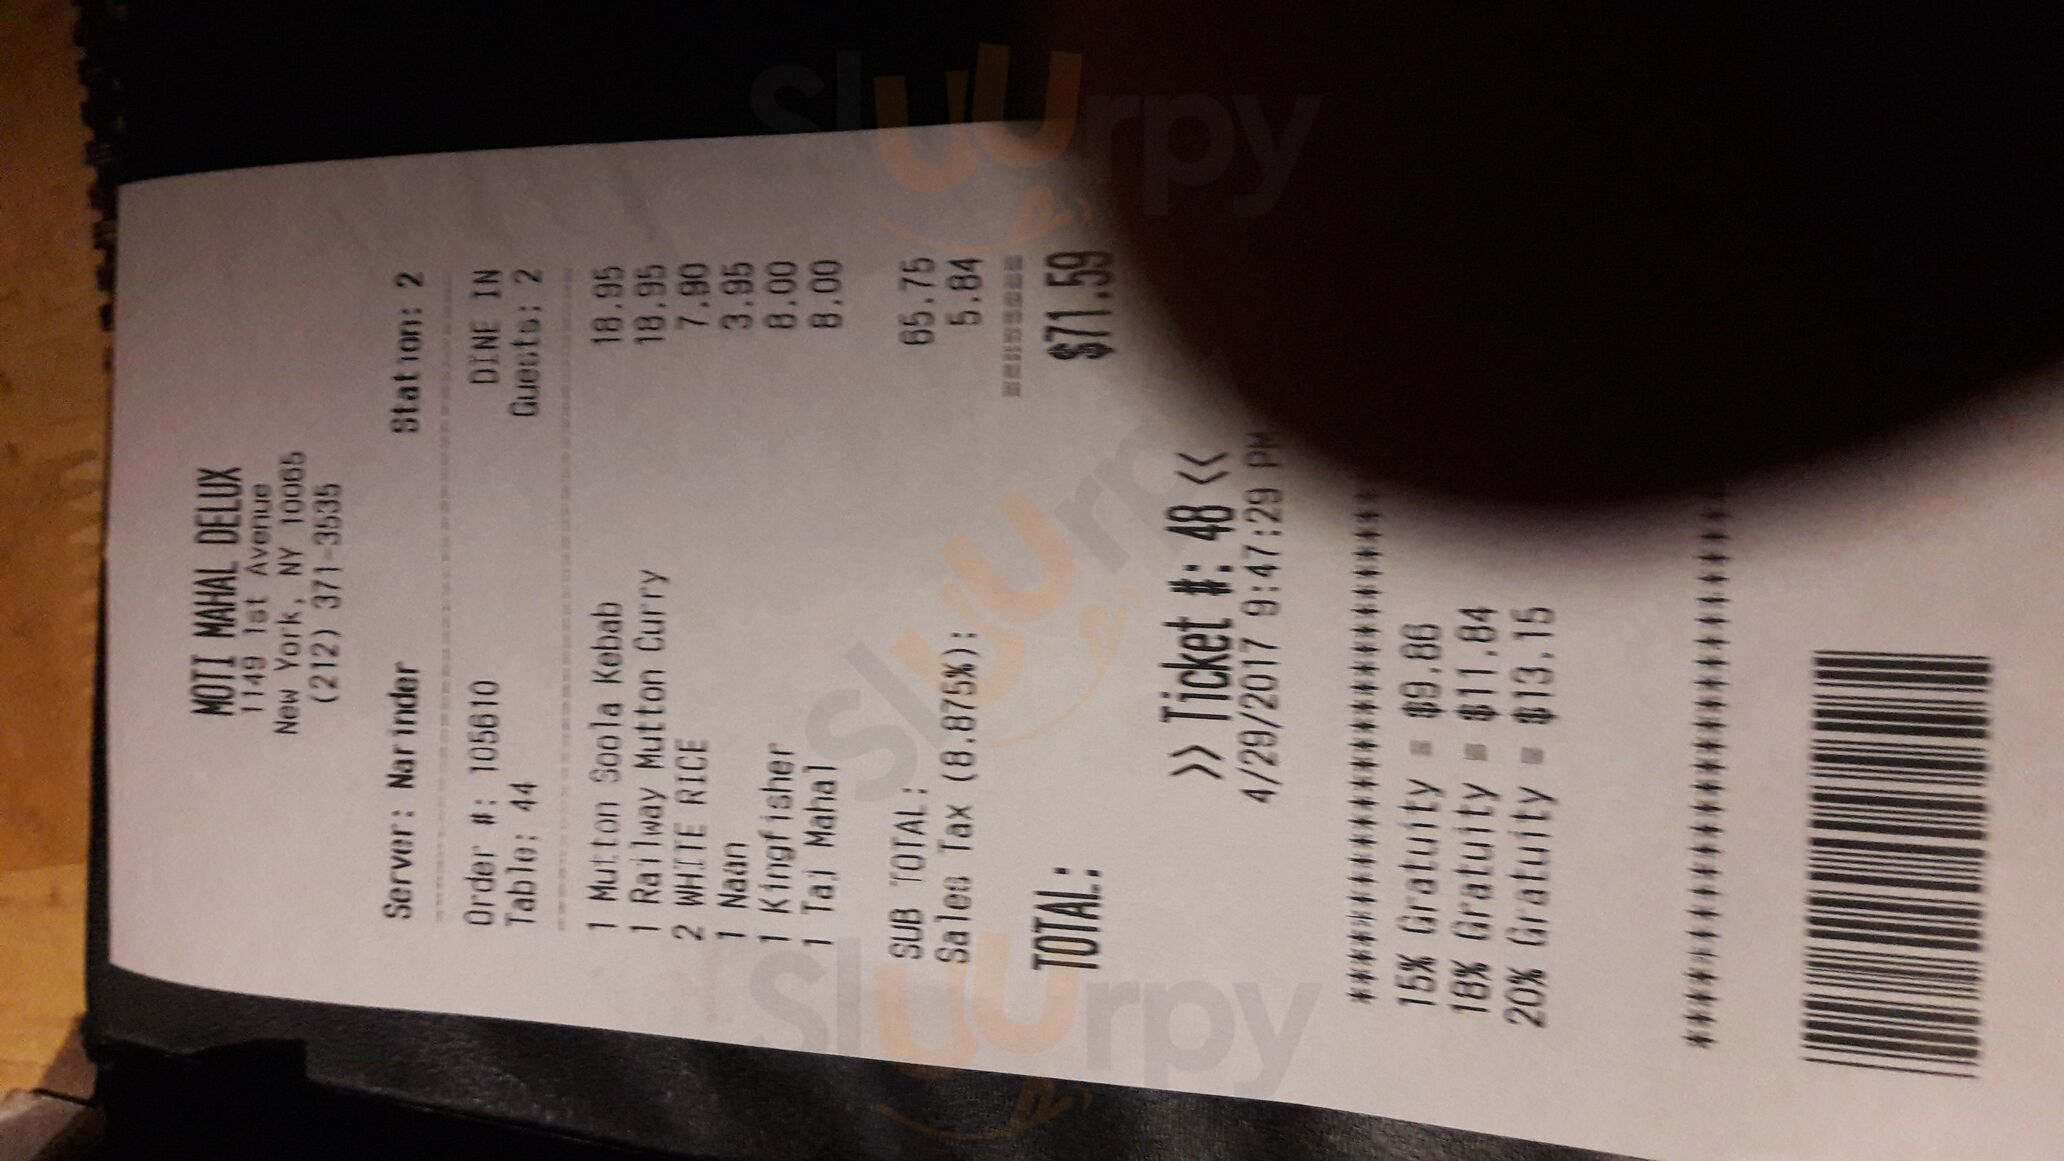 MOTI MAHAL DELUX
1149 1st Avenue
New York, NY 10065
(212) 371-3535
Server: Narinder Station: 2
Order #: 105610 DINE IN
Table: 44 Guests: 2
1 Mutton Soola Kebab 18.95
1 Railway Mutton Curry 18.95
2 WHITE RICE 7.90
1 Naan 3.95
1 Kingfisher 8.00
1 Taj Mahal 8.00
SUB TOTAL: 65.75
Sales Tax (8.875%): 5.84
==========
TOTAL: $71.59
>> Ticket #: 48 <<
4/29/2017 9:47:29 PM
15% Gratuity = $9.86
18% Gratuity = $11.84
20% Gratuity = $13.15
Sluurpy
Sluurpy
Sluurpy